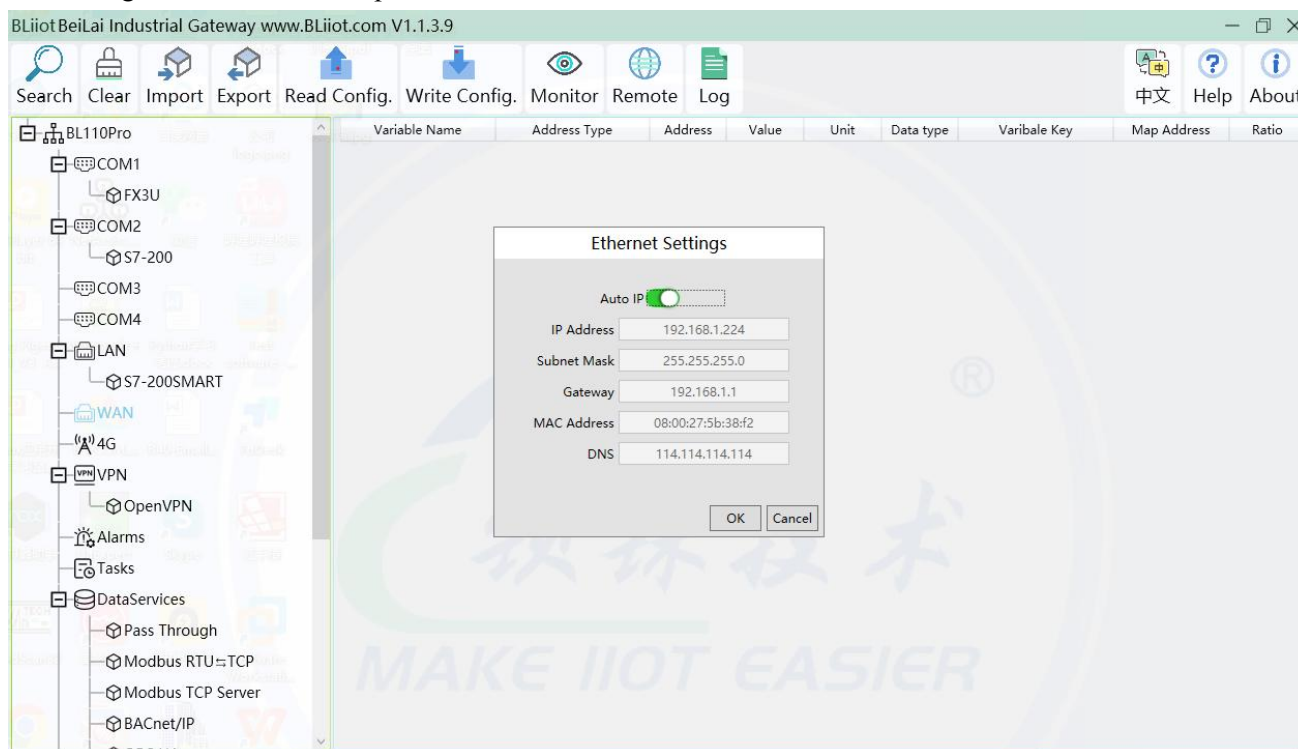 BLiiot BeiLai Industrial Gateway www.BLiiot.com V1.1.3.9
Search Clear Import Export Read Config. Write Config. Monitor Remote Log 中文 Help About
BL110Pro
Variable Name Address Type Address Value Unit Data type Varibale Key Map Address Ratio
COM1
FX3U
COM2
S7-200
COM3
COM4
LAN
S7-200SMART
WAN
4G
VPN VPN
OpenVPN
Alarms
Tasks
DataServices
Pass Through
Modbus RTU⇆TCP
Modbus TCP Server
BACnet/IP
Ethernet Settings
Auto IP
IP Address 192.168.1.224
Subnet Mask 255.255.255.0
Gateway 192.168.1.1
MAC Address 08:00:27:5b:38:f2
DNS 114.114.114.114
OK Cancel
®
技术
MAKE IIOT EASIER